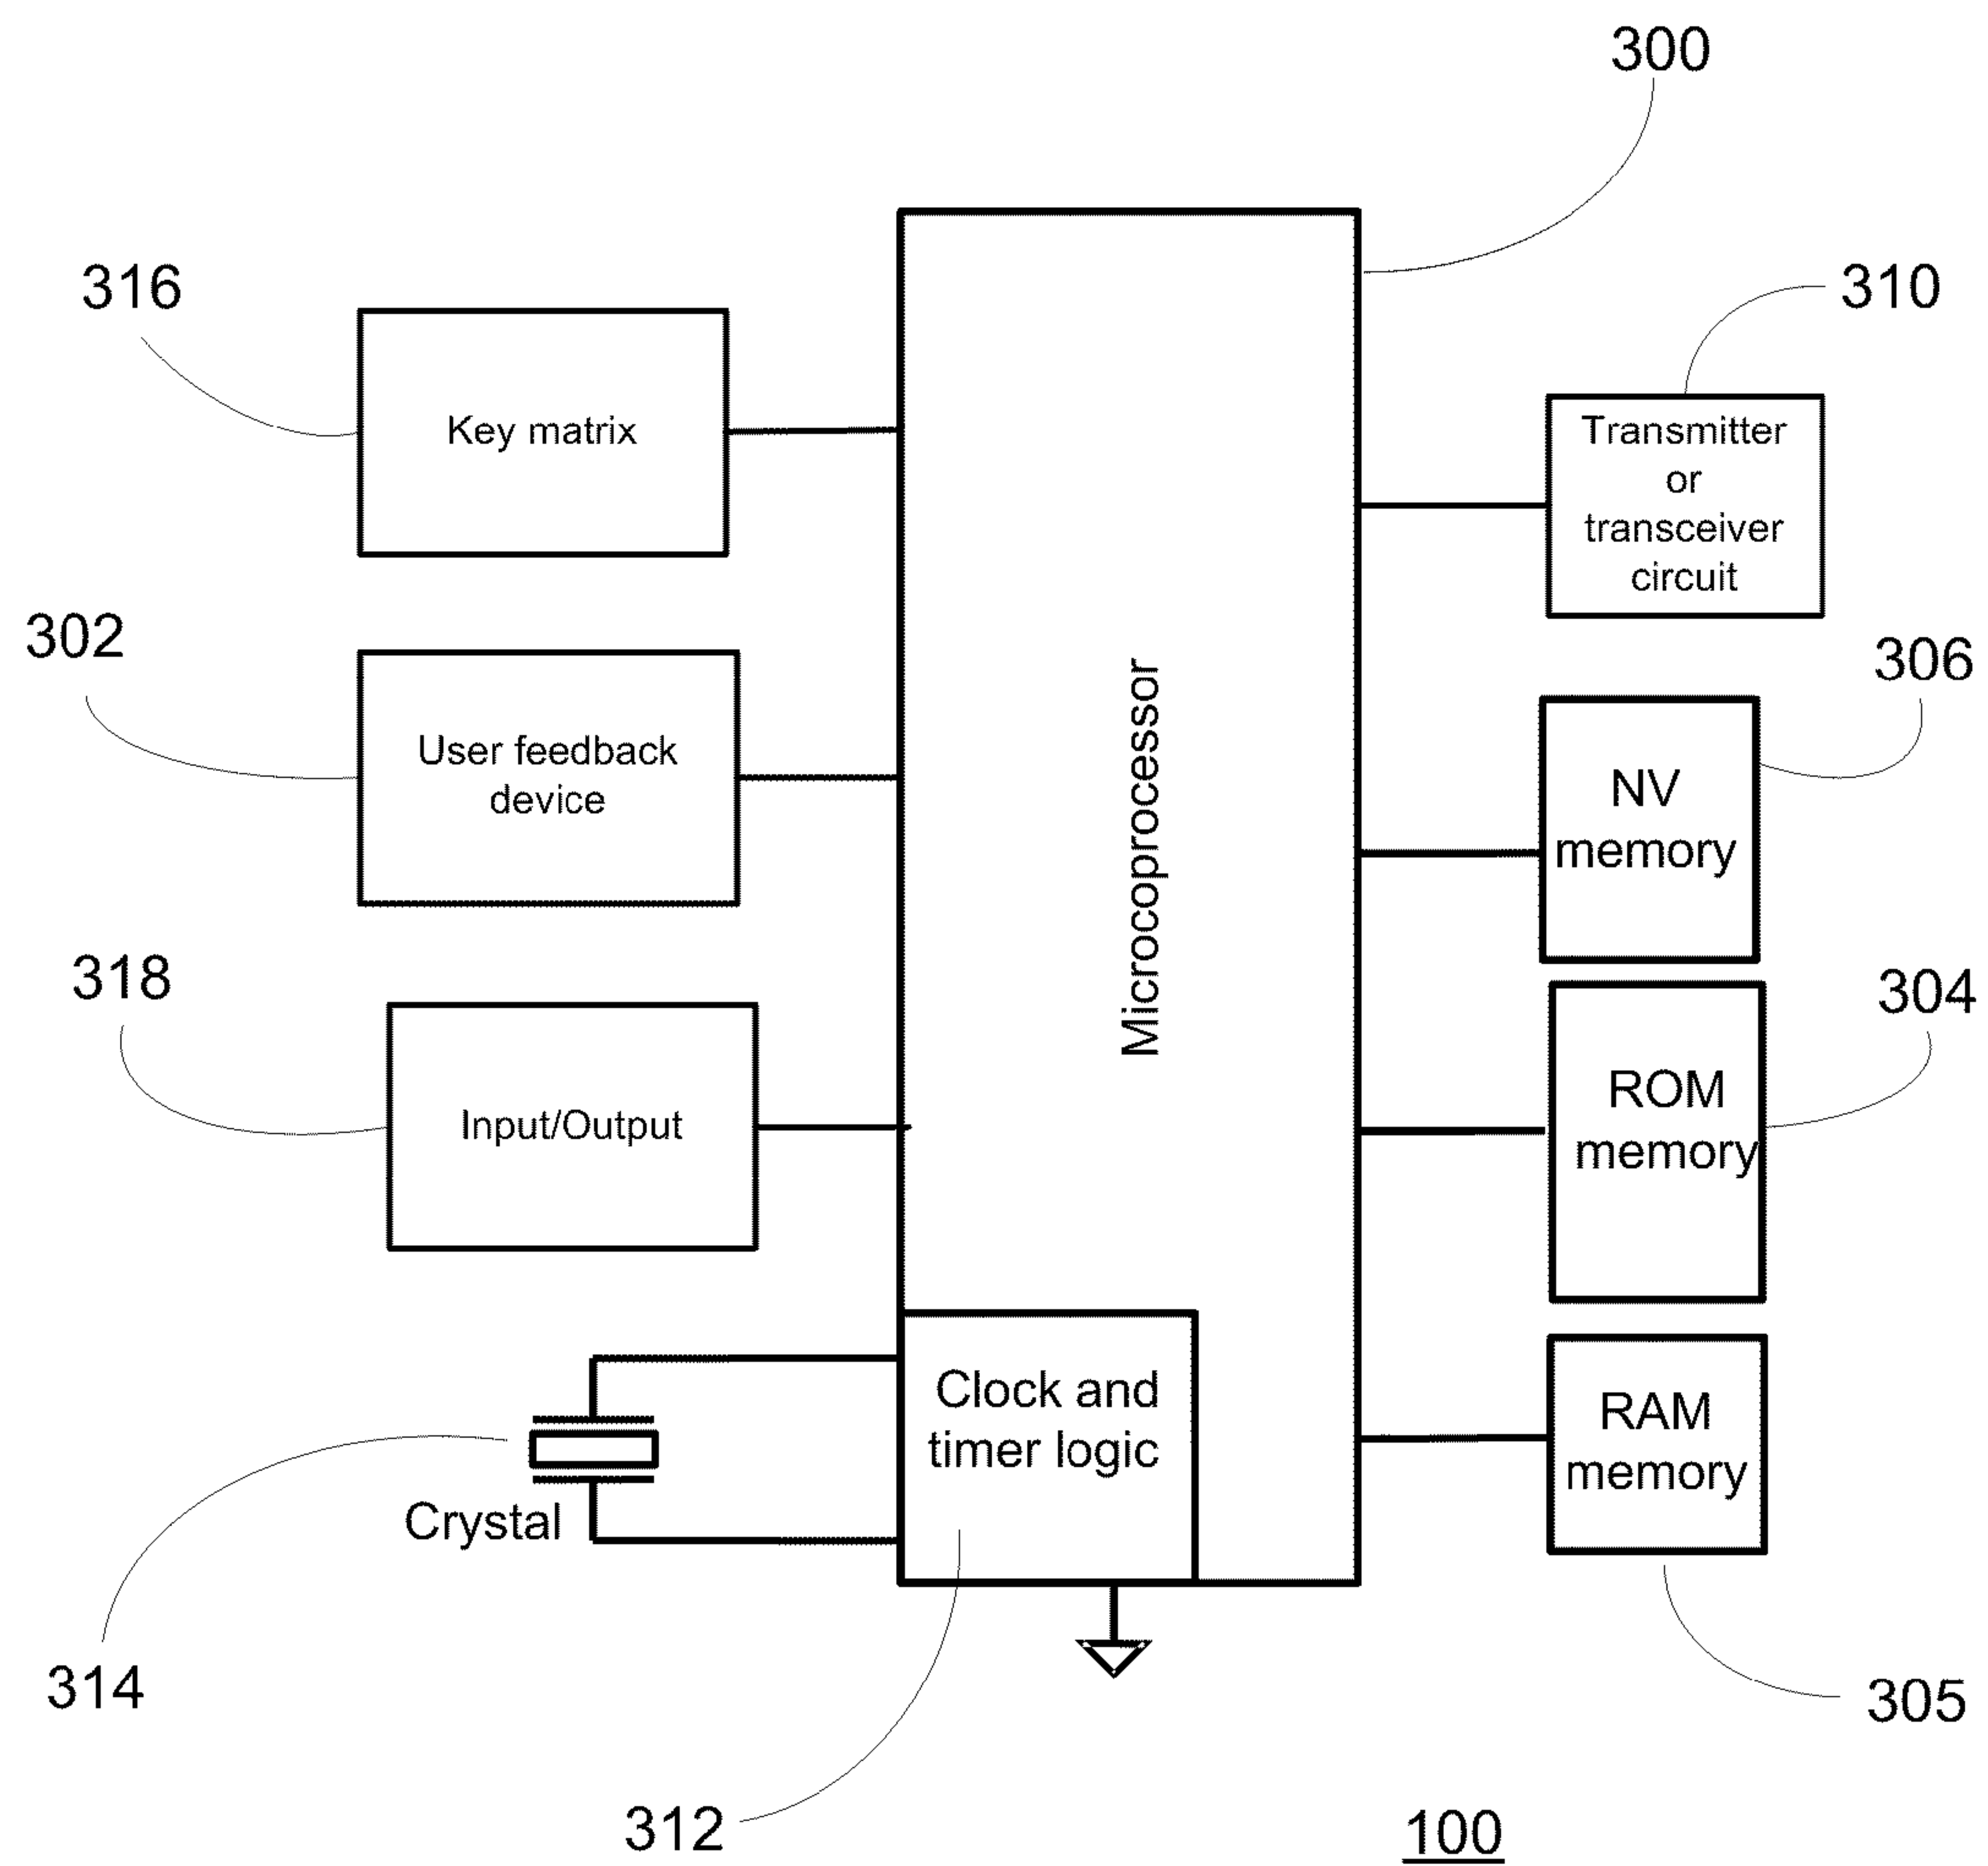 300
316
310
Key matrix
Transmitter
or
transceiver
circuit
302
306
User feedback
device
Microcoprocessor
NV
memory
318
304
Input/Output
ROM
memory
Clock and
timer logic
RAM
memory
Crystal
314
305
312
100